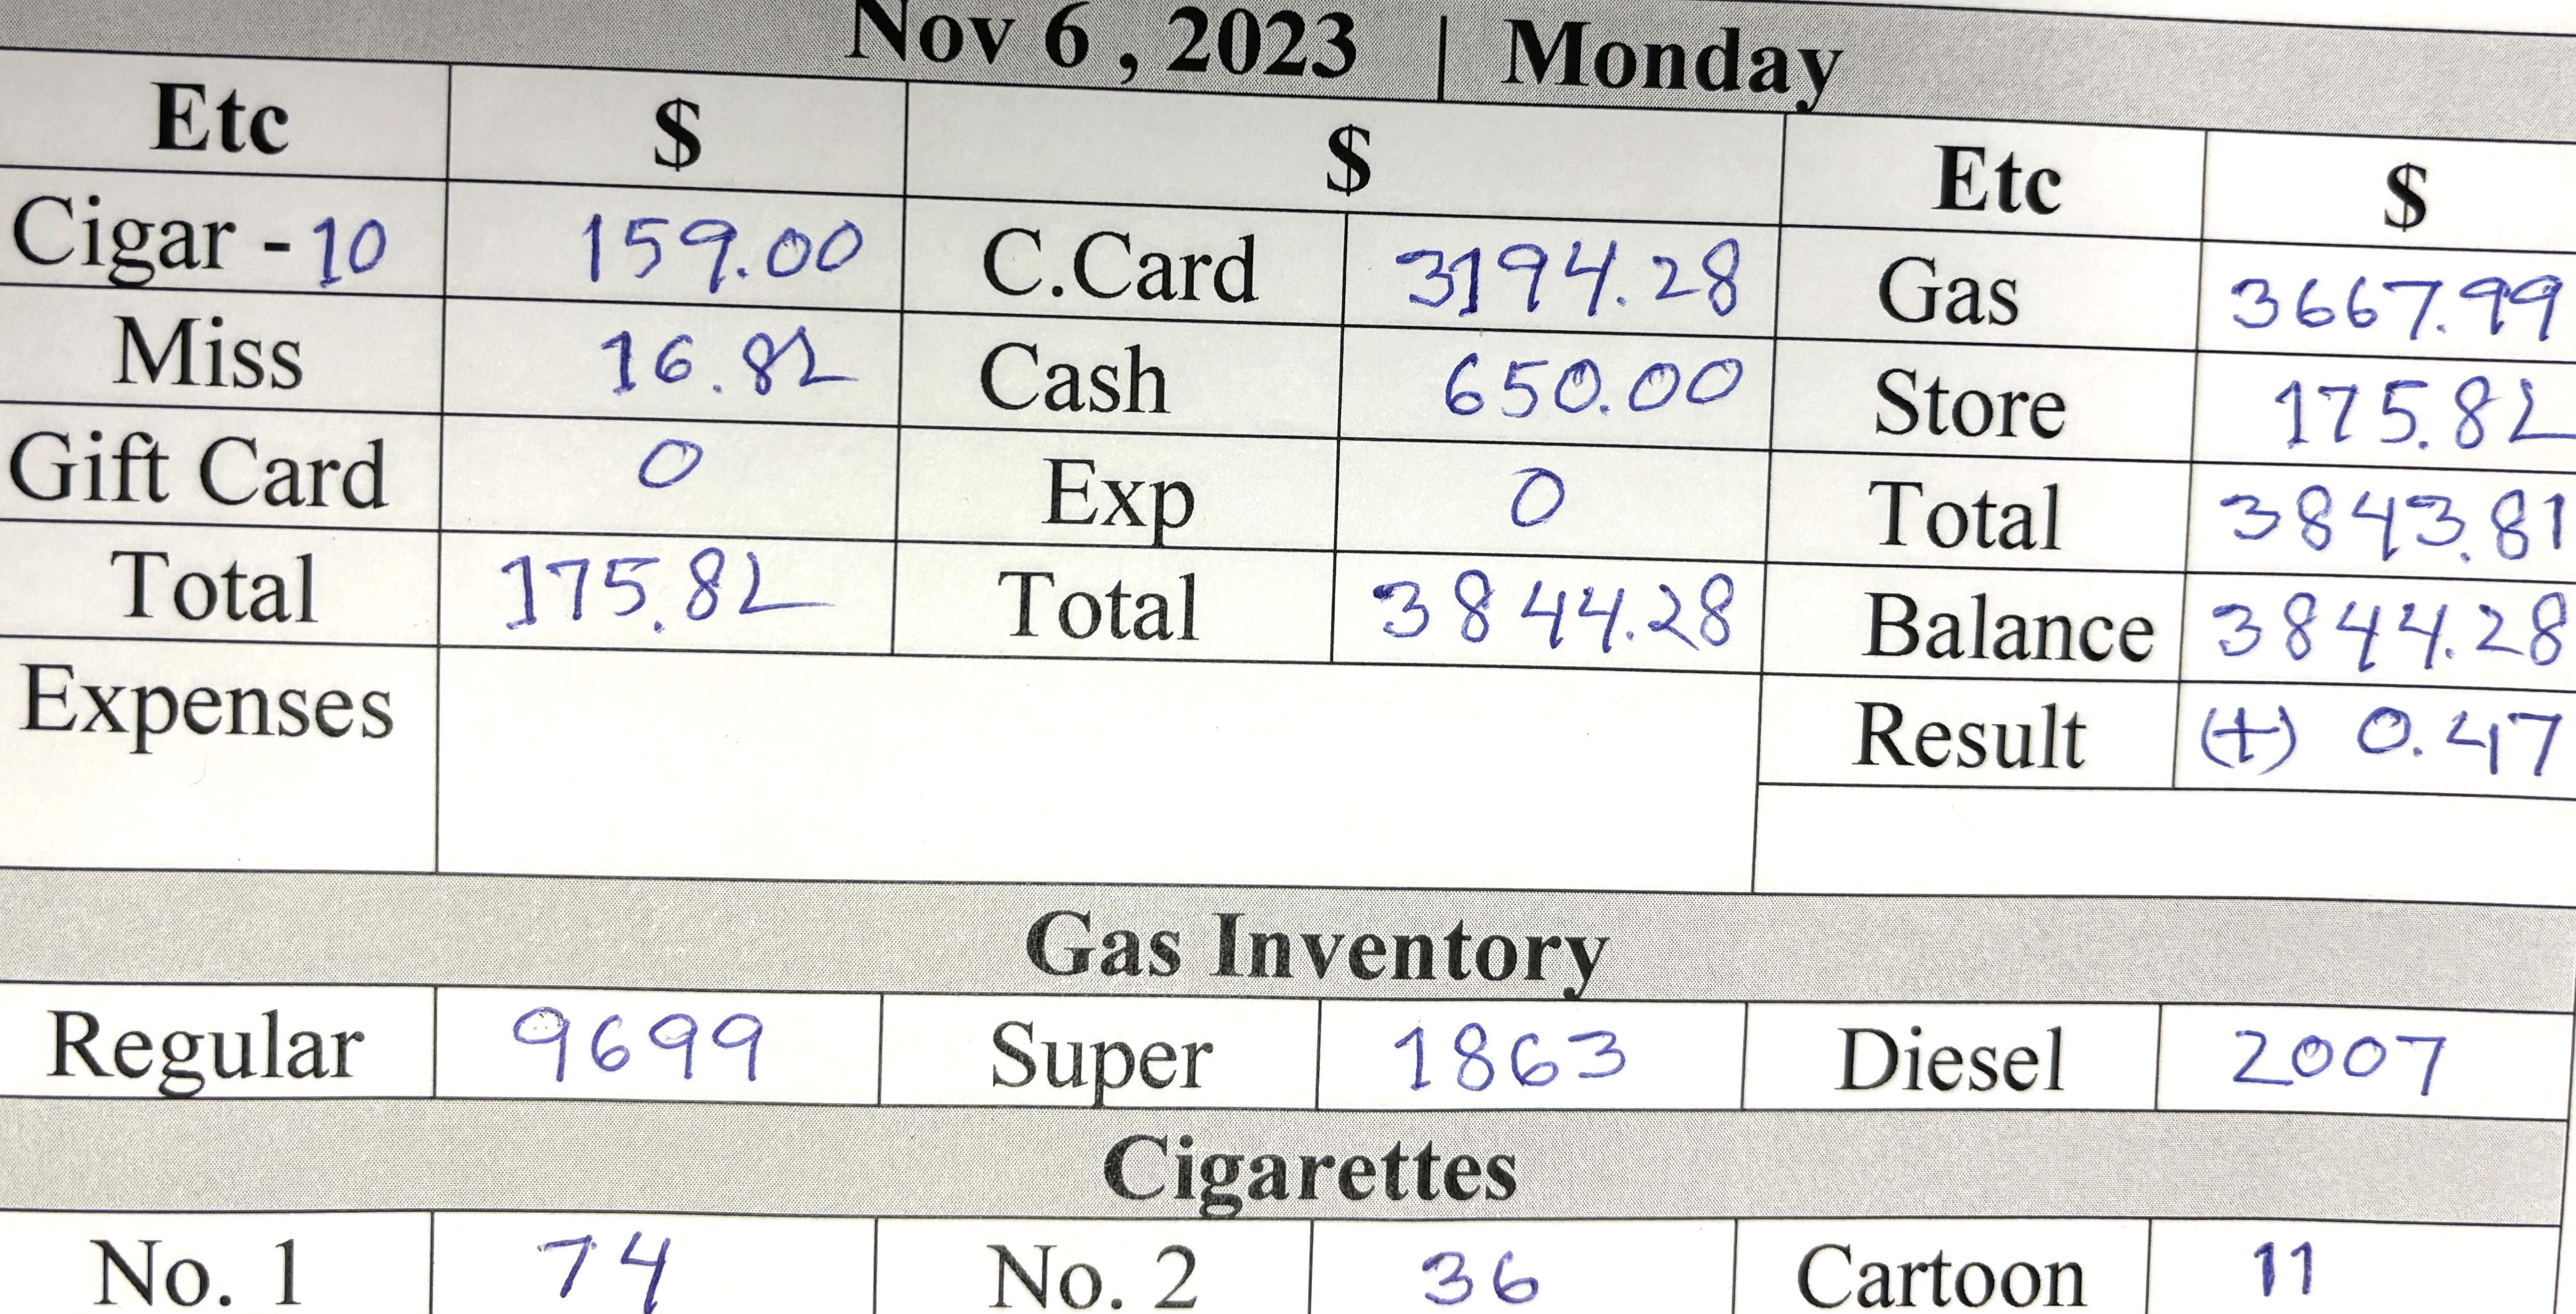 Nov 6 , 2023 | Monday
Etc $ $ Etc $
Cigar - 10 159.00 C.Card 3194.28 Gas 3667.99
Miss 16.82 Cash 650.00 Store 175.82
Gift Card 0 Exp 0 Total 3843.81
Total 175.82 Total 3844.28 Balance 3844.28
Expenses Result (+) 0.47
Gas Inventory
Regular 9699 Super 1863 Diesel 2007
Cigarettes
No. 1 74 No. 2 36 Cartoon 11